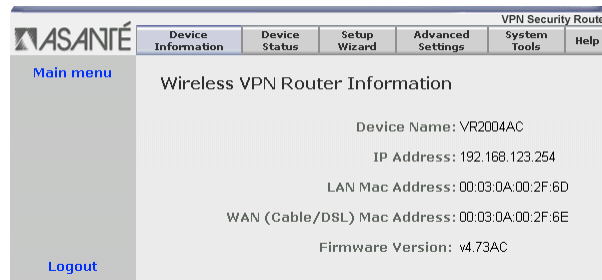 VPN Security Route
ASANTÉ
Device Information
Device Status
Setup Wizard
Advanced Settings
System Tools
Help
Main menu
Wireless VPN Router Information
Device Name: VR2004AC
IP Address: 192.168.123.254
LAN Mac Address: 00:03:0A:00:2F:6D
WAN (Cable/DSL) Mac Address: 00:03:0A:00:2F:6E
Firmware Version: v4.73AC
Logout